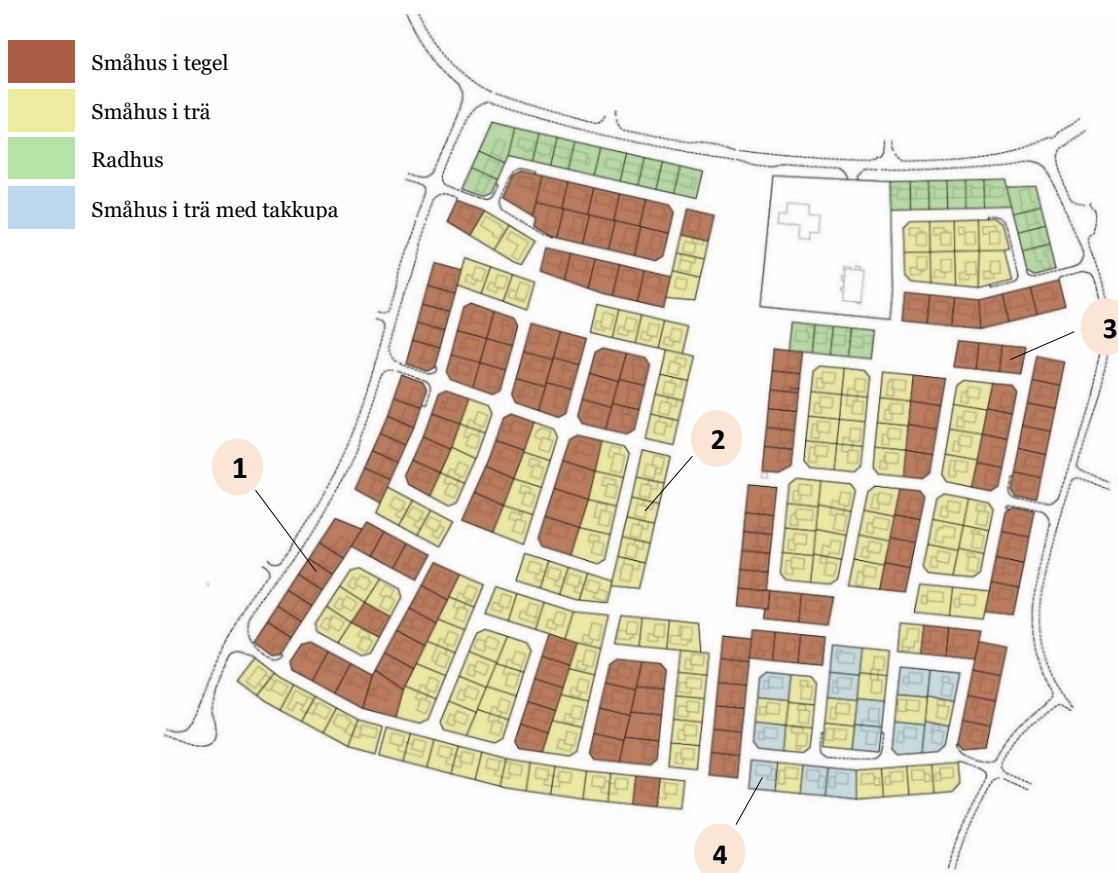 Småhus i tegel
Småhus i trä
Radhus
Småhus i trä med takkupa
3
2
1
4